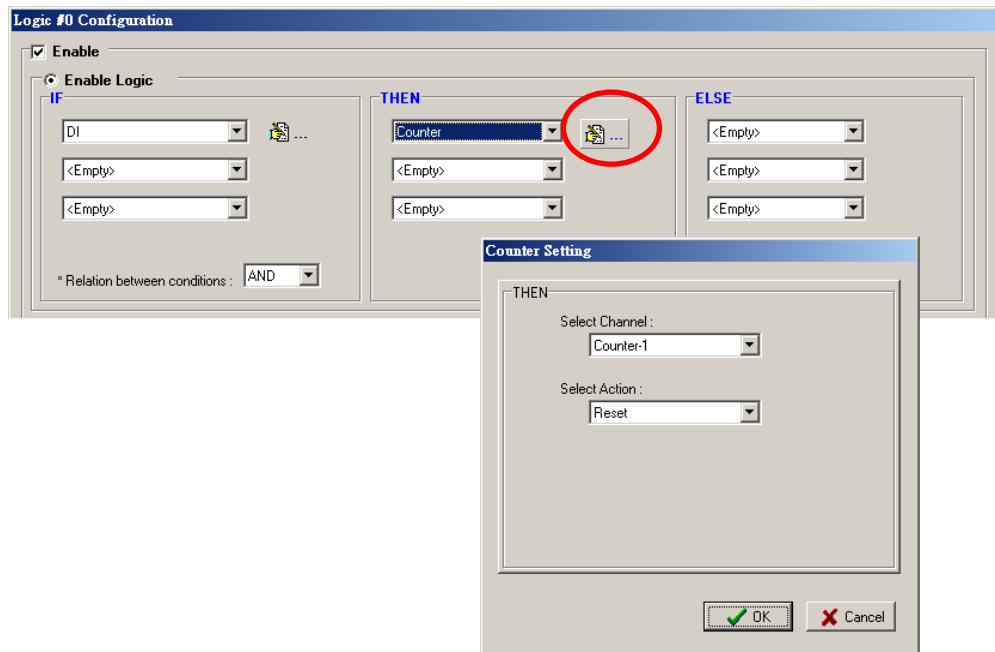 Logic #0 Configuration
Enable
Enable Logic
IF
THEN
ELSE
DI
...
Counter
...
<Empty>
<Empty>
<Empty>
<Empty>
<Empty>
<Empty>
<Empty>
* Relation between conditions :
AND
Counter Setting
THEN
Select Channel :
Counter-1
Select Action :
Reset
OK
Cancel